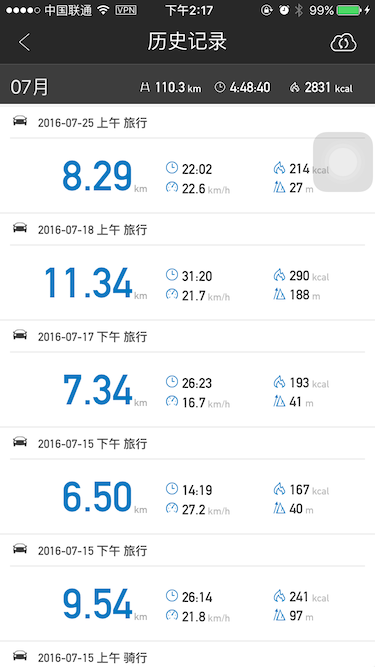 中国联通 VPN 下午2:17 99%
历史记录
07月 110.3 km 4:48:40 2831 kcal
2016-07-25 上午 旅行
8.29 km 22:02 214 kcal
22.6 km/h 27 m
2016-07-18 上午 旅行
11.34 km 31:20 290 kcal
21.7 km/h 188 m
2016-07-17 下午 旅行
7.34 km 26:23 193 kcal
16.7 km/h 41 m
2016-07-15 下午 旅行
6.50 km 14:19 167 kcal
27.2 km/h 40 m
2016-07-15 下午 旅行
9.54 km 26:14 241 kcal
21.8 km/h 97 m
2016-07-15 上午 骑行